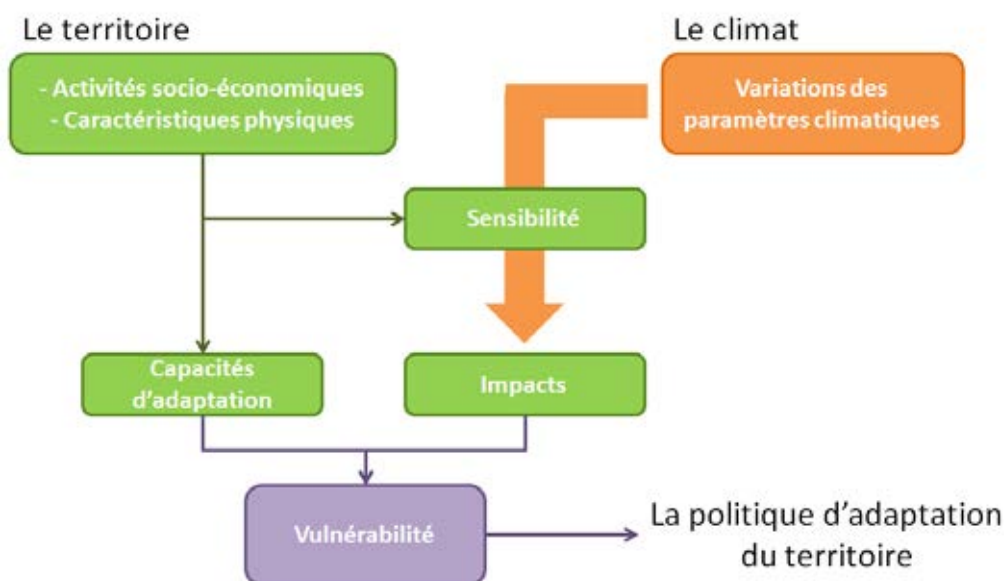 Le territoire
Le climat
- Activités socio-économiques
- Caractéristiques physiques
Variations des
paramètres climatiques
Sensibilité
Capacités
d'adaptation
Impacts
Vulnérabilité
La politique d'adaptation
du territoire